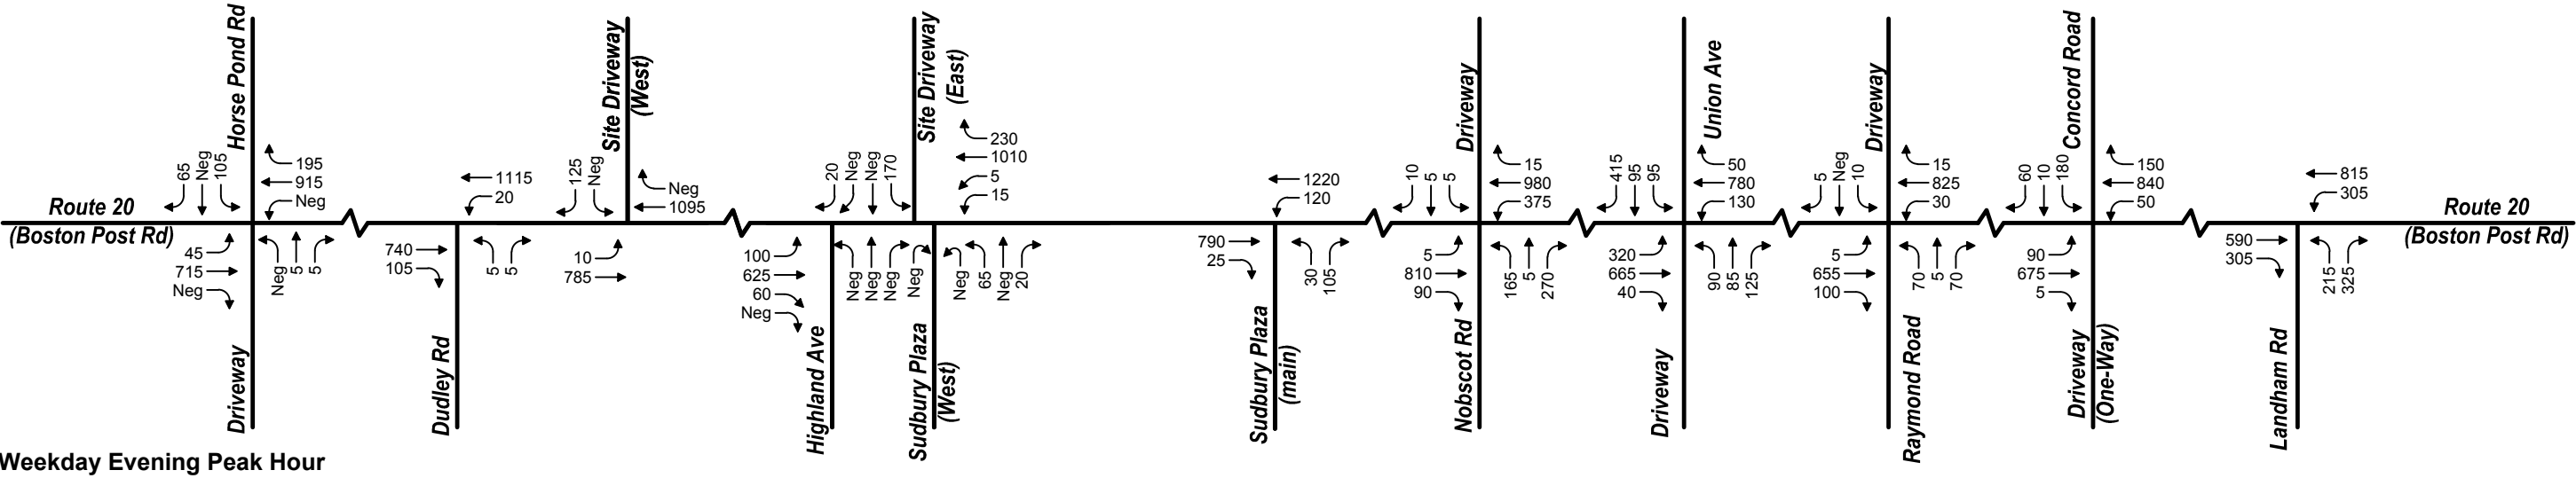 Horse Pond Rd
65
Neg
105
195
915
Neg
Route 20
(Boston Post Rd)
45
715
Neg
Neg
5
5
Driveway
1115
20
740
105
5
5
Dudley Rd
Site Driveway
(West)
125
Neg
Neg
1095
10
785
Site Driveway
(East)
20
Neg
Neg
170
230
1010
5
15
100
625
60
Neg
Neg
Neg
Neg
Neg
Neg
65
Neg
20
Highland Ave
Sudbury Plaza
(West)
1220
120
790
25
30
105
Sudbury Plaza
(main)
Driveway
10
5
5
15
980
375
5
810
90
165
5
270
Nobscot Rd
Union Ave
415
95
95
50
780
130
320
665
40
90
85
125
Driveway
Driveway
5
Neg
10
15
825
30
5
655
100
70
5
70
Raymond Road
Concord Road
60
10
180
150
840
50
90
675
5
Driveway
(One-Way)
815
305
590
305
215
325
Landham Rd
Route 20
(Boston Post Rd)
Weekday Evening Peak Hour